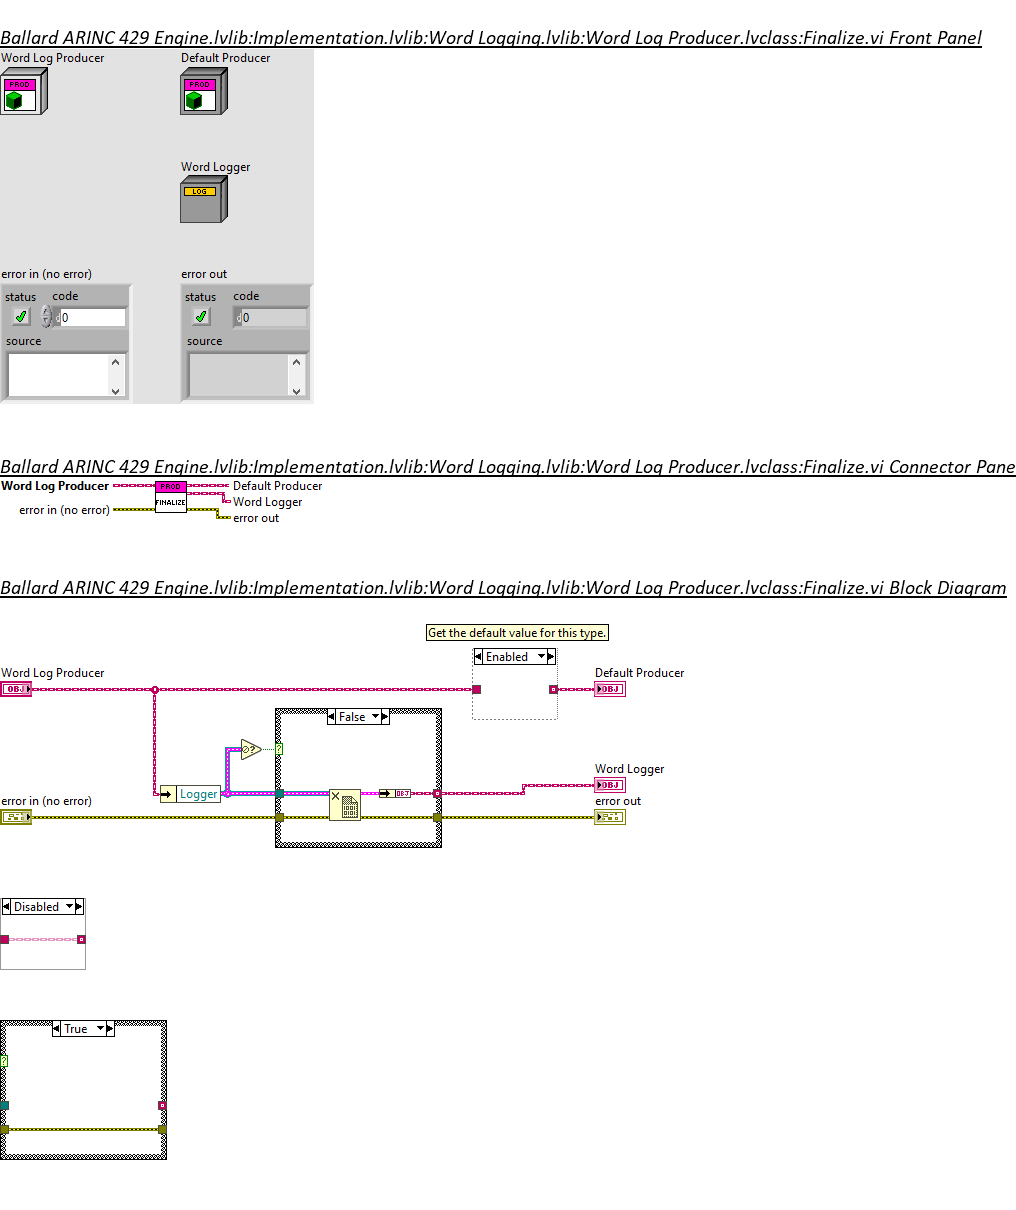 Ballard ARINC 429 Engine.lvlib:Implementation.lvlib:Word Logging.lvlib:Word Log Producer.lvclass:Finalize.vi Front Panel
Word Log Producer
Default Producer
PROD
PROD
Word Logger
LOG
error in (no error)
error out
status
code
status
code
d
0
d
0
source
source
Ballard ARINC 429 Engine.lvlib:Implementation.lvlib:Word Logging.lvlib:Word Log Producer.lvclass:Finalize.vi Connector Pane
Word Log Producer
PROD
Default Producer
FINALIZE
Word Logger
error in (no error)
error out
Ballard ARINC 429 Engine.lvlib:Implementation.lvlib:Word Logging.lvlib:Word Log Producer.lvclass:Finalize.vi Block Diagram
Get the default value for this type.
Enabled
Word Log Producer
Default Producer
OBJ
OBJ
False
?
?
Word Logger
OBJ
Logger
OBJ
error in (no error)
error out
Disabled
True
?